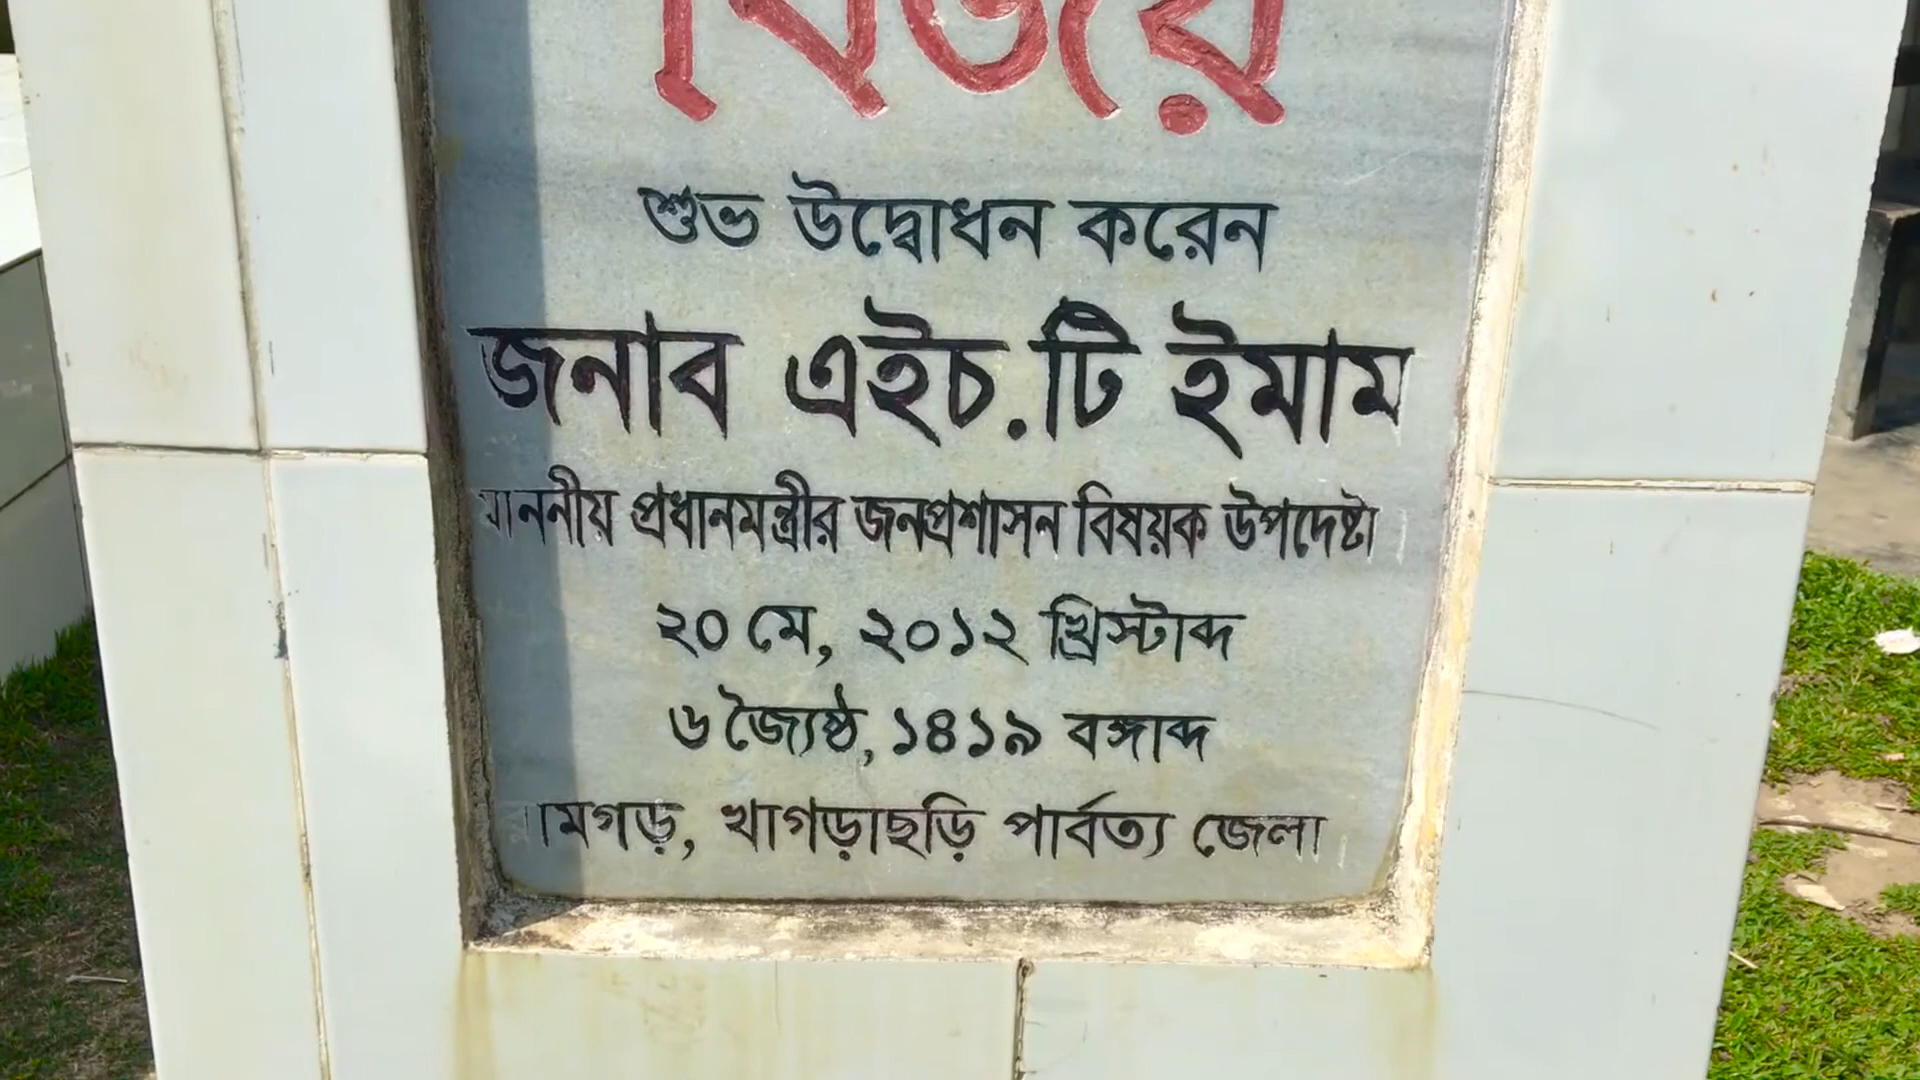 বিজয়
শুভ উদ্বোধন করেন
জনাব এইচ.টি ইমাম
মাননীয় প্রধানমন্ত্রীর জনপ্রশাসন বিষয়ক উপদেষ্টা
২০ মে, ২০১২ খ্রিস্টাব্দ
৬ জ্যৈষ্ঠ, ১৪১৯ বঙ্গাব্দ
রামগড়, খাগড়াছড়ি পার্বত্য জেলা